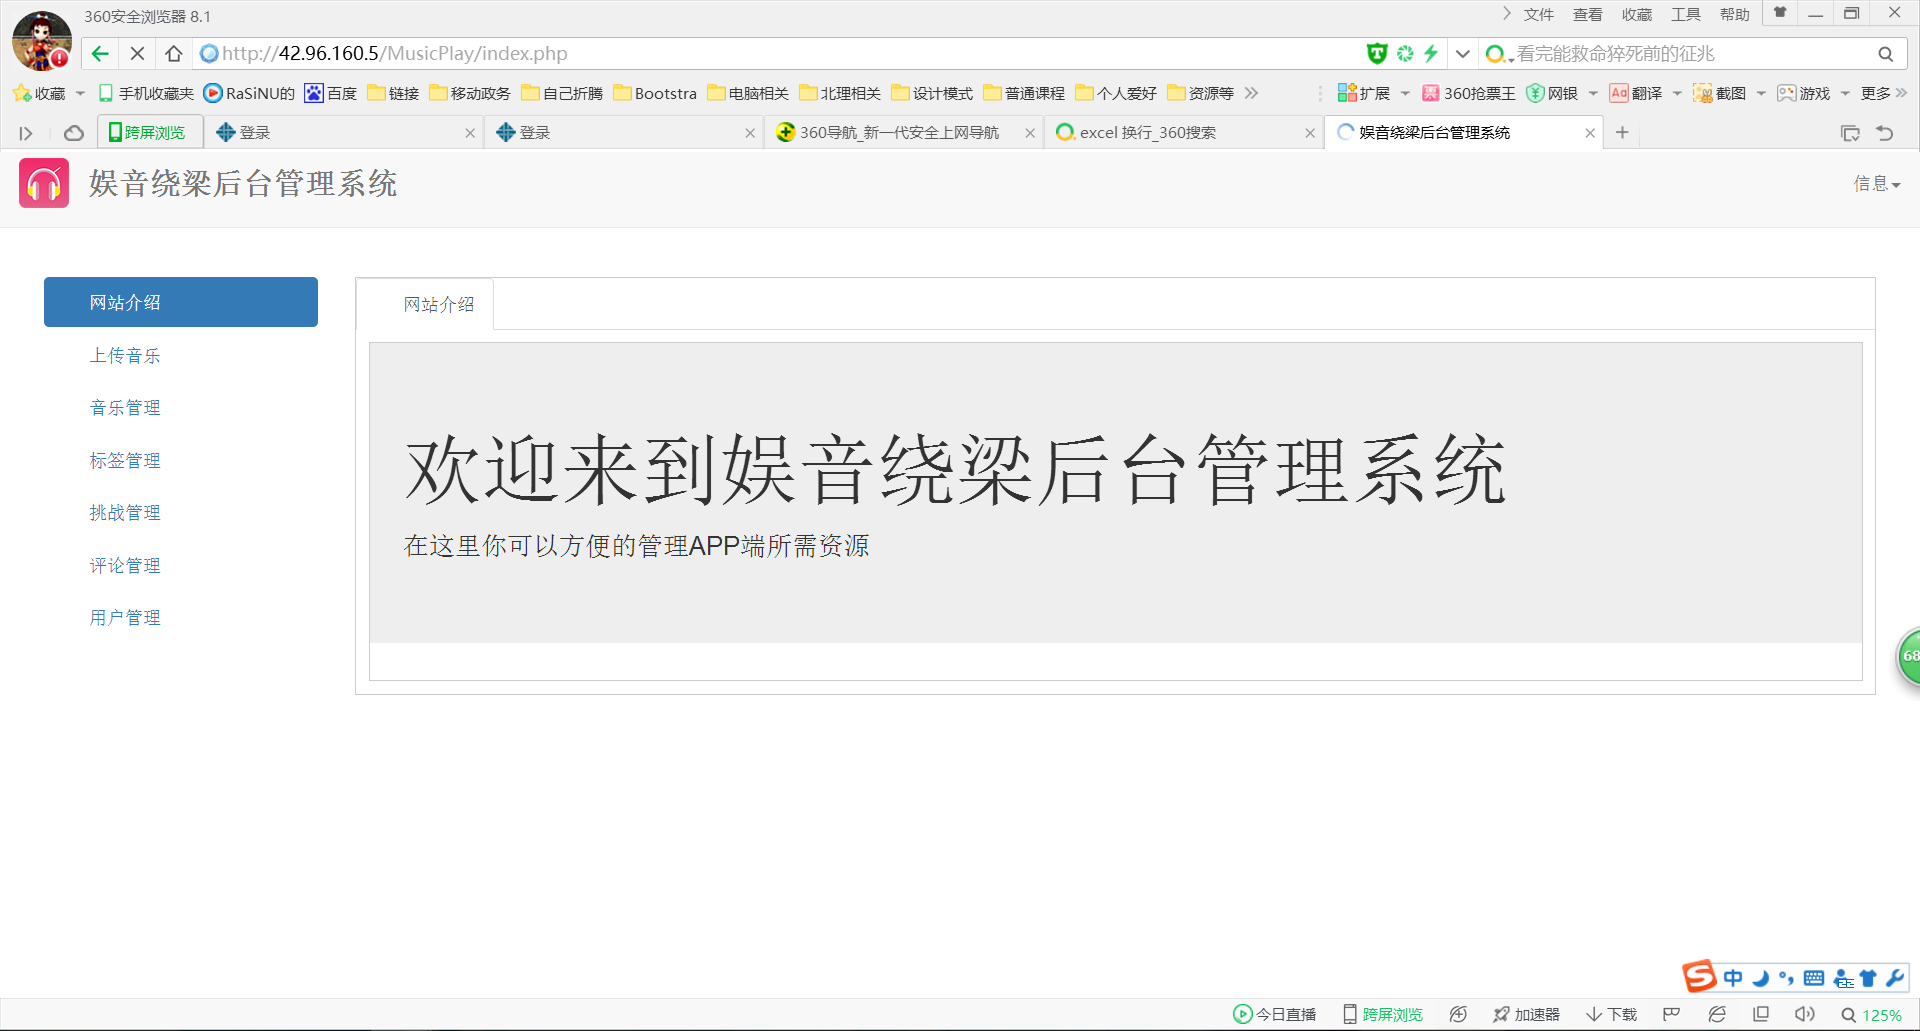 360安全浏览器 8.1
文件 查看 收藏 工具 帮助
http://42.96.160.5/MusicPlay/index.php
看完能救命猝死前的征兆
收藏 手机收藏夹 RaSiNU的 百度 链接 移动政务 自己折腾 Bootstra 电脑相关 北理相关 设计模式 普通课程 个人爱好 资源等
扩展 360抢票王 网银 Aa 翻译 截图 游戏 更多
跨屏浏览 登录 登录 360导航_新一代安全上网导航 excel 换行_360搜索 娱音绕梁后台管理系统
娱音绕梁后台管理系统
信息
网站介绍
上传音乐
音乐管理
标签管理
挑战管理
评论管理
用户管理
网站介绍
欢迎来到娱音绕梁后台管理系统
在这里你可以方便的管理APP端所需资源
68
中
今日直播 跨屏浏览 加速器 下载 125%